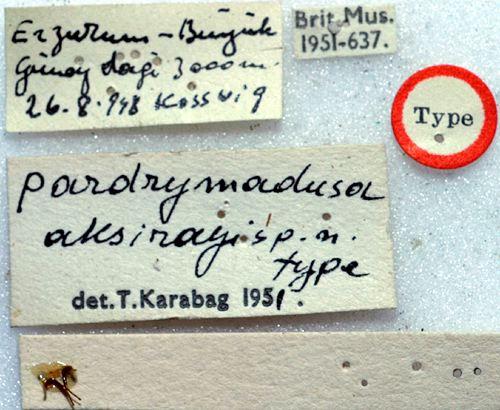 Erzurum - Büyük
Güney dagi 3000 m.
26.8.948 Kosswig
Brit. Mus.
1951-637.
Type
pardrymadusa
aksirayi sp. n.
type
det. T. Karabag 1951.